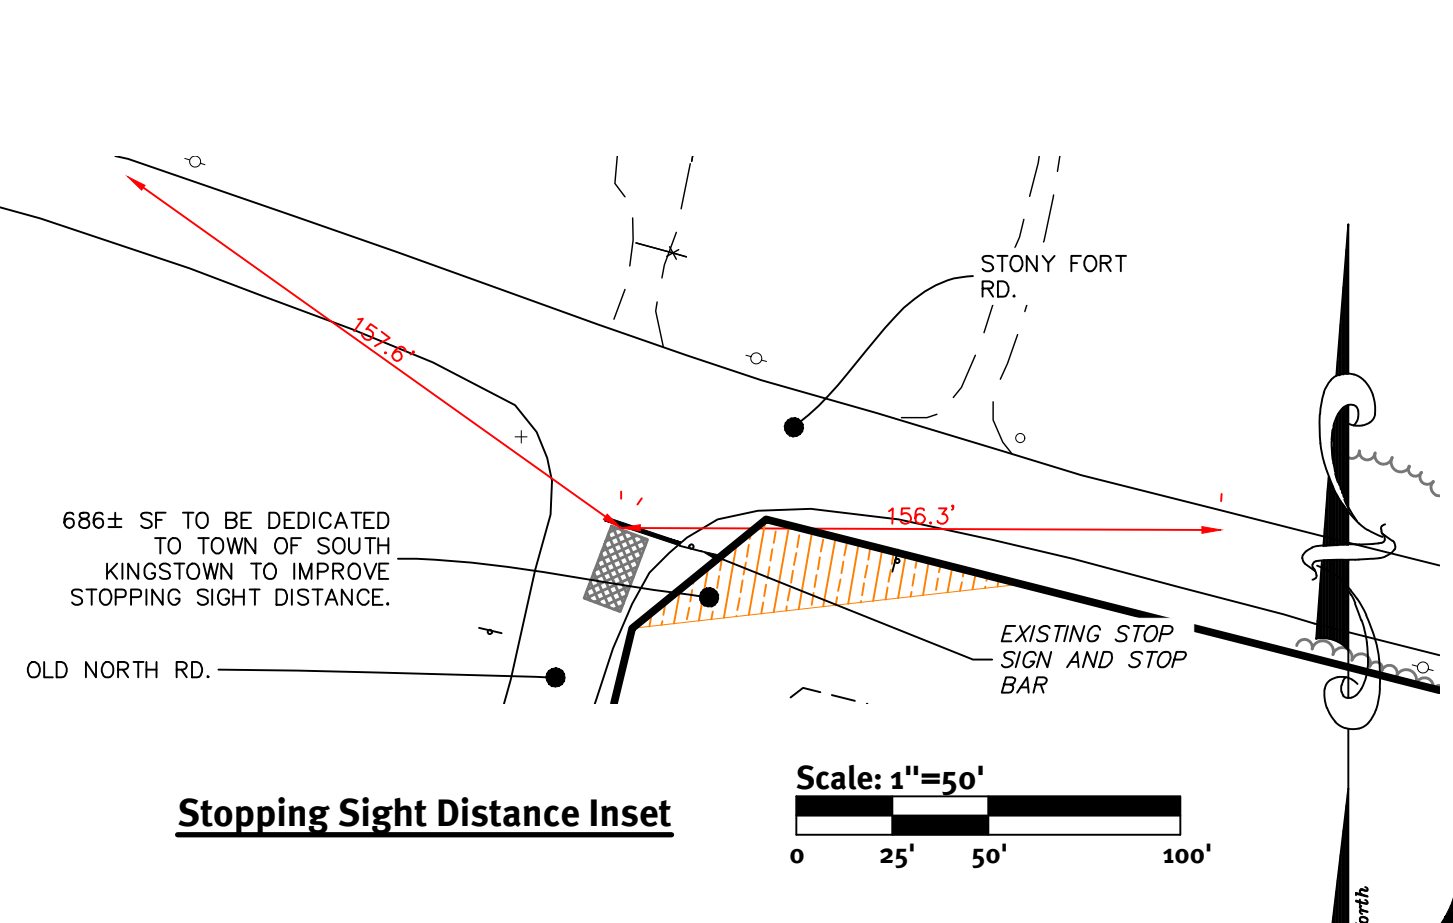 STONY FORT
RD.
157.6'
156.3'
686± SF TO BE DEDICATED
TO TOWN OF SOUTH
KINGSTOWN TO IMPROVE
STOPPING SIGHT DISTANCE.
EXISTING STOP
SIGN AND STOP
BAR
OLD NORTH RD.
Scale: 1"=50'
Stopping Sight Distance Inset
0 25' 50' 100'
orth